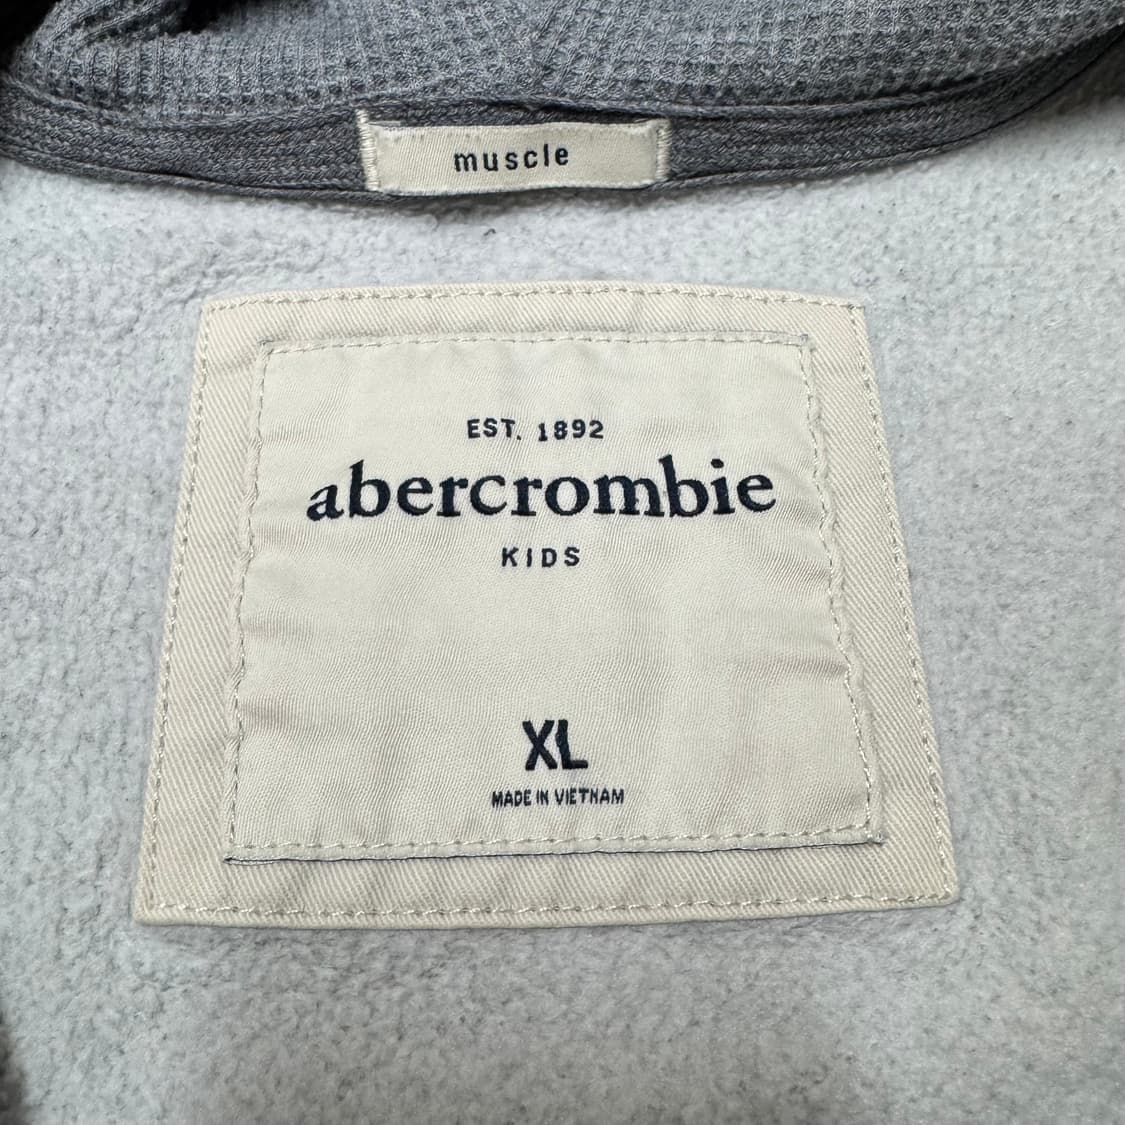 muscle
EST. 1892
abercrombie
KIDS
XL
MADE IN VIETNAM